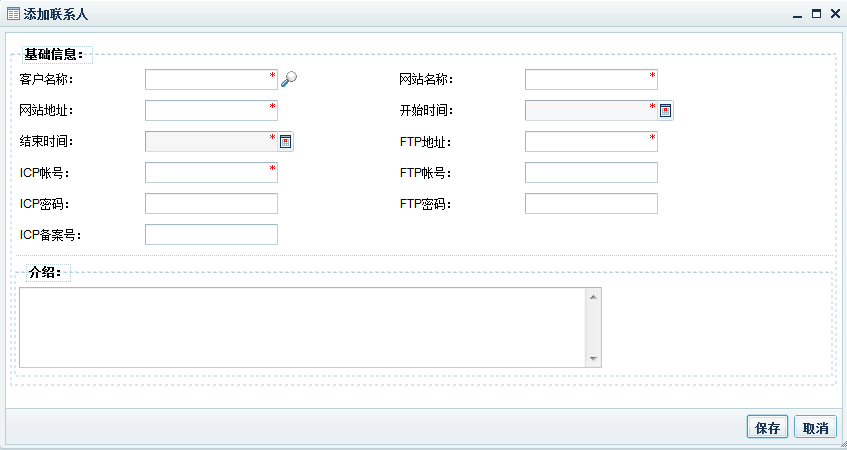 添加联系人
基础信息：
客户名称： * 网站名称： *
网站地址： * 开始时间： *
结束时间： * FTP地址： *
ICP帐号： * FTP帐号：
ICP密码： FTP密码：
ICP备案号：
介绍：
保存 取消